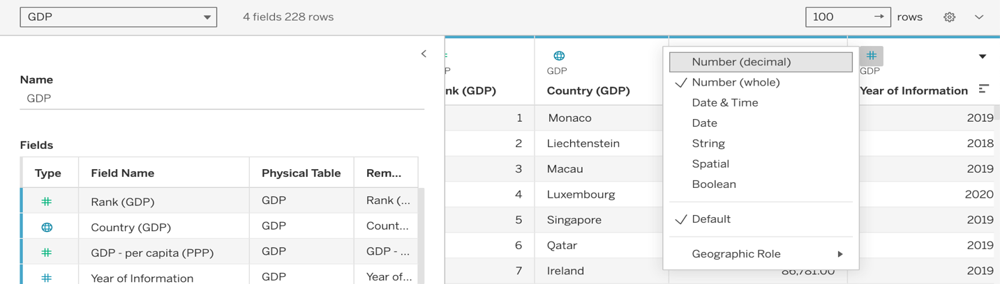 GDP
4 fields 228 rows
100 → rows
Name
GDP
Fields
Type Field Name Physical Table Rem...
Rank (GDP) GDP Rank (...
Country (GDP) GDP Count...
GDP - per capita (PPP) GDP GDP - ...
Year of Information GDP Year of...
nk (GDP)
1
2
3
4
5
6
7
GDP
Country (GDP)
Monaco
Liechtenstein
Macau
Luxembourg
Singapore
Qatar
Ireland
86,781.00
Number (decimal)
Number (whole)
Date & Time
Date
String
Spatial
Boolean
Default
Geographic Role
GDP
Year of Information
2019
2018
2019
2020
2019
2019
2019